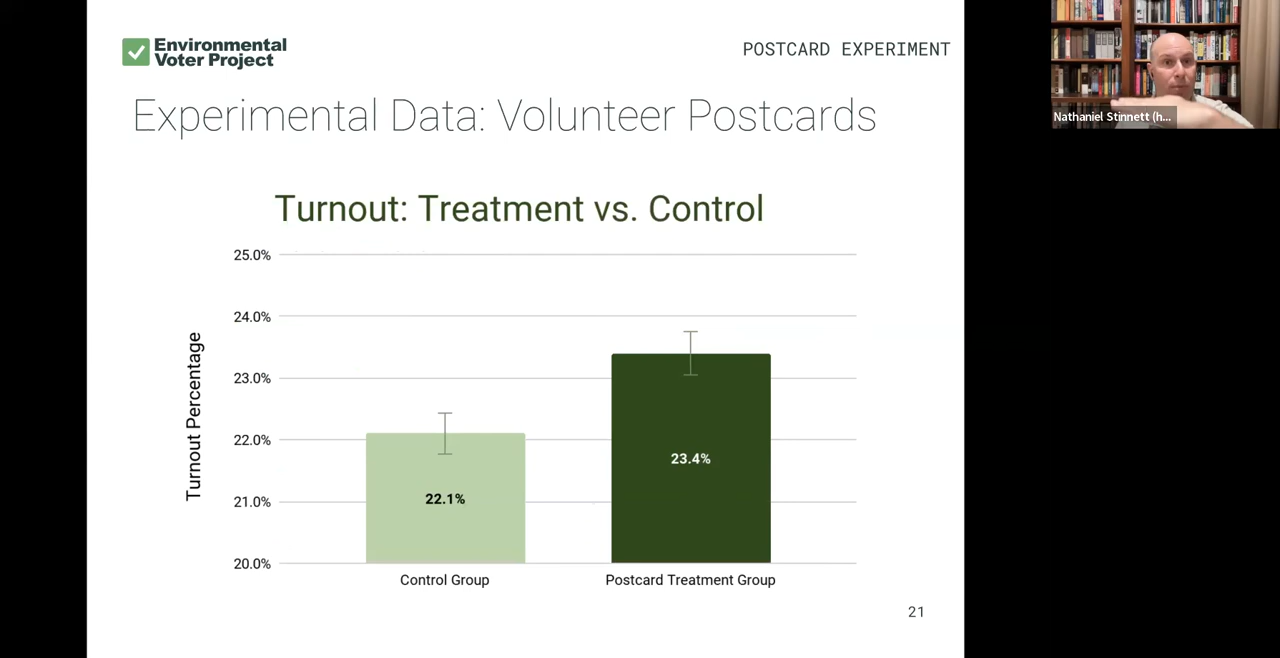 Environmental
Voter Project
POSTCARD EXPERIMENT
Experimental Data: Volunteer Postcards
Turnout: Treatment vs. Control
Turnout Percentage
25.0%
24.0%
23.0%
22.0%
21.0%
20.0%
22.1%
23.4%
Control Group
Postcard Treatment Group
21
Nathaniel Stinnett (h...